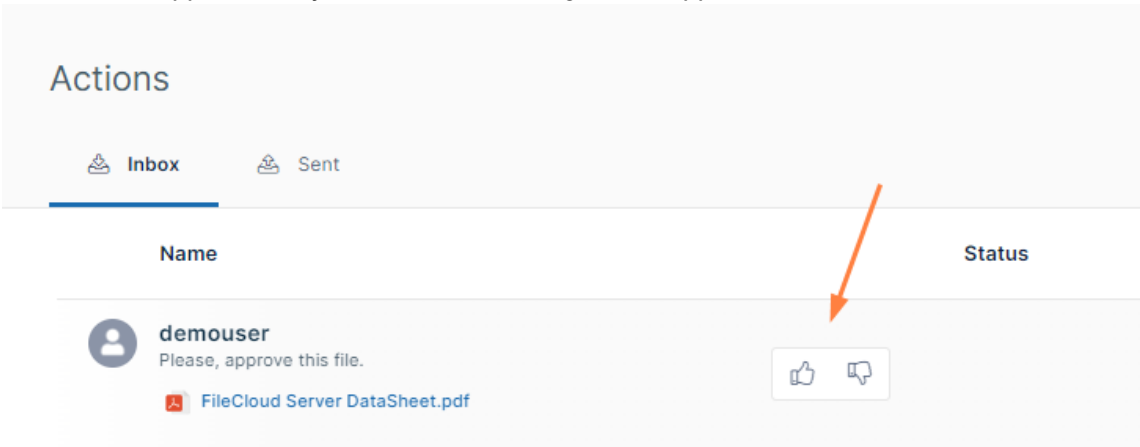 Actions
Inbox Sent
Name Status
demouser
Please, approve this file.
FileCloud Server DataSheet.pdf